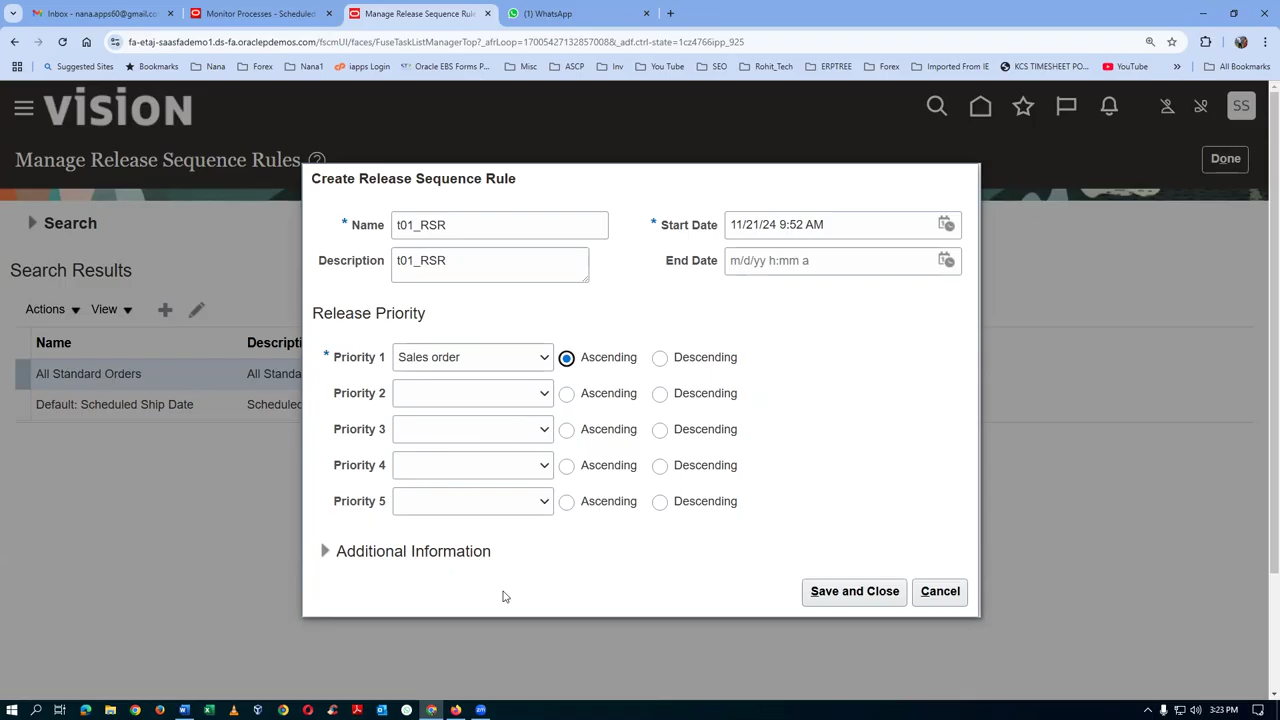 Inbox - nana.apps60@gmail.co
Monitor Processes - Scheduled
Manage Release Sequence Rul
(1) WhatsApp
fa-etaj-saasfademo1.ds-fa.oraclepdemos.com/fscmUI/faces/FuseTaskListManagerTop?_afrLoop=17005427132857008&_adf.ctrl-state=1cz4766ipp_925
Suggested Sites
Bookmarks
Nana
Forex
Nana1
iapps Login
Oracle EBS Forms P...
Misc
ASCP
Inv
You Tube
SEO
Rohit_Tech
ERPTREE
Forex
Imported From IE
KCS TIMESHEET PO...
YouTube
All Bookmarks
VISION
SS
Manage Release Sequence Rules
Done
Search
Search Results
Actions
View
Name
Descripti
All Standard Orders
All Standa
Default: Scheduled Ship Date
Scheduled
Create Release Sequence Rule
* Name t01_RSR
* Start Date 11/21/24 9:52 AM
Description t01_RSR
End Date m/d/yy h:mm a
Release Priority
* Priority 1 Sales order Ascending Descending
Priority 2 Ascending Descending
Priority 3 Ascending Descending
Priority 4 Ascending Descending
Priority 5 Ascending Descending
Additional Information
Save and Close
Cancel
3:23 PM